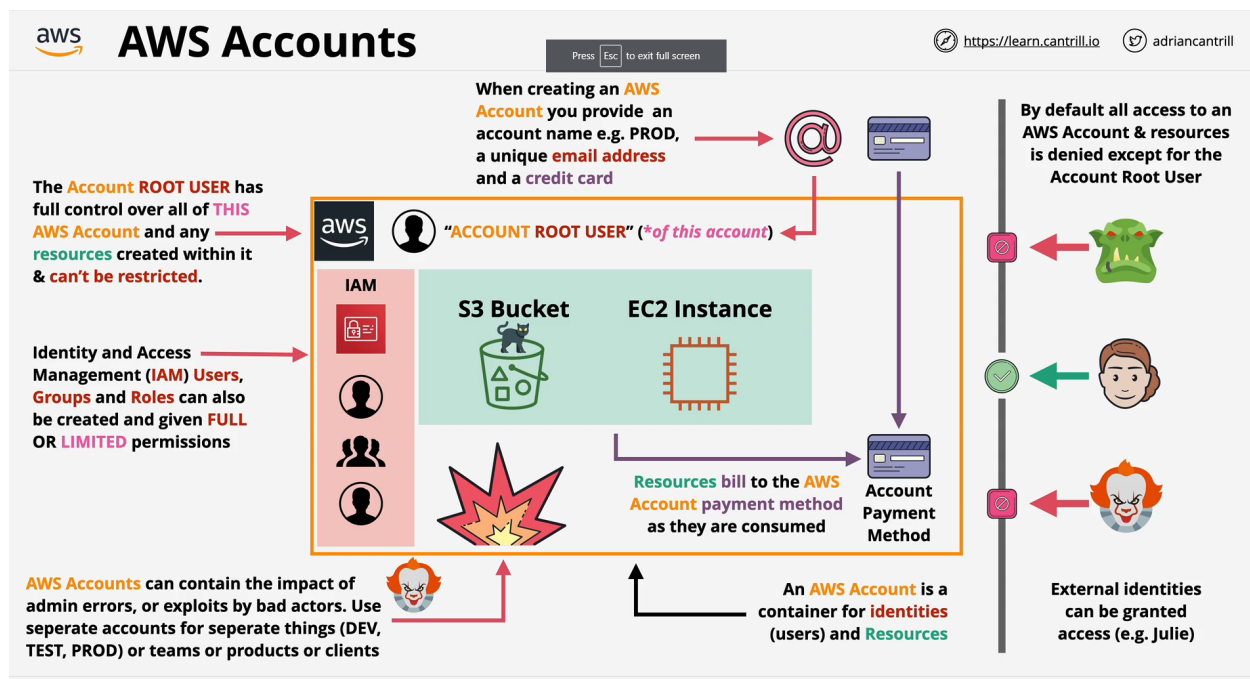 aws
AWS Accounts
Press Esc to exit full screen
https://learn.cantrill.io
adriancantrill
When creating an AWS
Account you provide an
account name e.g. PROD,
a unique email address
and a credit card
@
By default all access to an
AWS Account & resources
is denied except for the
Account Root User
The Account ROOT USER has
full control over all of THIS
AWS Account and any
resources created within it
& can't be restricted.
aws
“ACCOUNT ROOT USER” (*of this account)
IAM
S3 Bucket
EC2 Instance
Identity and Access
Management (IAM) Users,
Groups and Roles can also
be created and given FULL
OR LIMITED permissions
Resources bill to the AWS
Account payment method
as they are consumed
Account
Payment
Method
AWS Accounts can contain the impact of
admin errors, or exploits by bad actors. Use
seperate accounts for seperate things (DEV,
TEST, PROD) or teams or products or clients
An AWS Account is a
container for identities
(users) and Resources
External identities
can be granted
access (e.g. Julie)